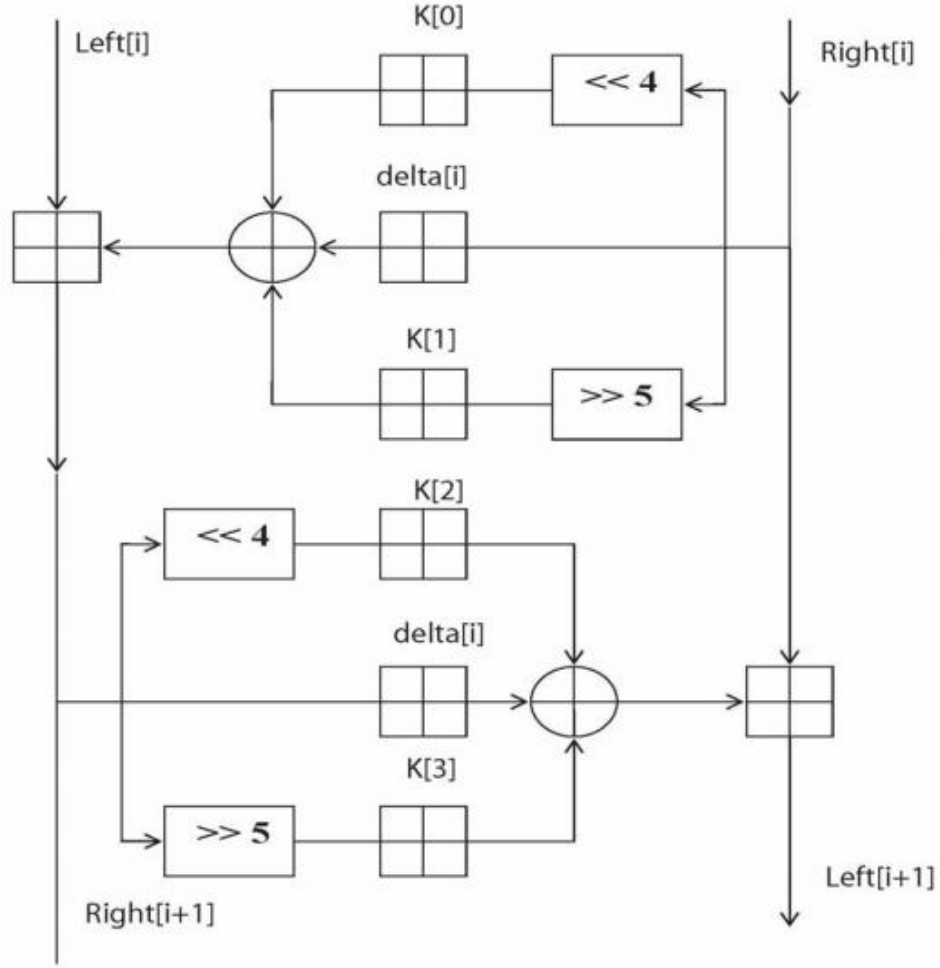 K[0]
Left[i]
Right[i]
<< 4
delta[i]
K[1]
>> 5
K[2]
<< 4
delta[i]
K[3]
>> 5
Left[i+1]
Right[i+1]